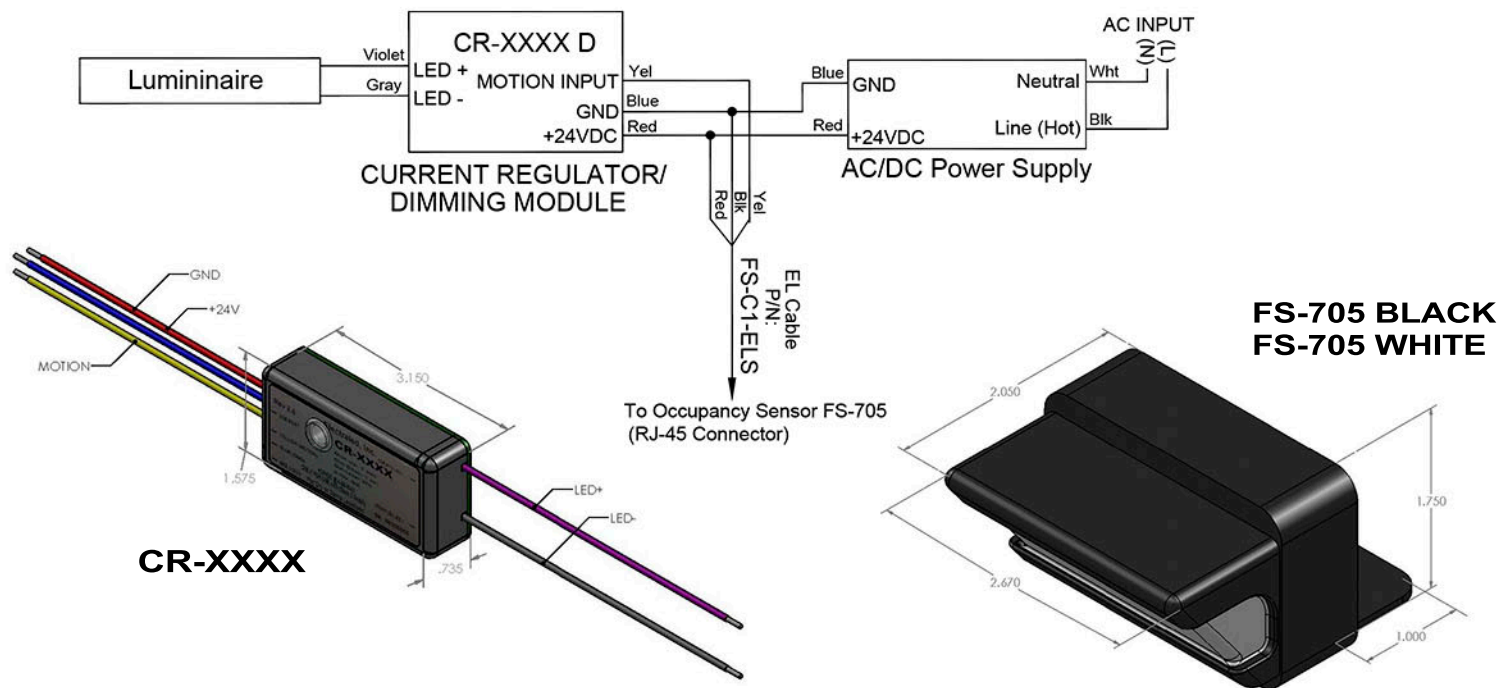 AC INPUT
(N) (L)
CR-XXXX D
Violet
LED +
MOTION INPUT
Yel
Blue
GND
Neutral
Wht
Lumininaire
Gray
LED -
GND
Blue
+24VDC
Red
Red
+24VDC
Line (Hot)
Blk
CURRENT REGULATOR/
DIMMING MODULE
AC/DC Power Supply
Red
Blk
Yel
EL Cable
P/N:
FS-C1-ELS
To Occupancy Sensor FS-705
(RJ-45 Connector)
GND
+24V
MOTION
3.150
1.575
CR-XXXX
LED+
LED-
.735
CR-XXXX
FS-705 BLACK
FS-705 WHITE
2.050
1.750
2.670
1.000